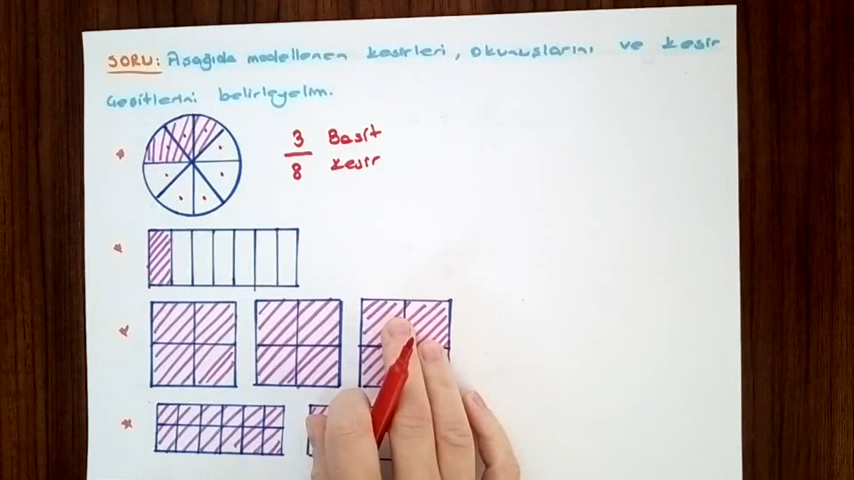 SORU: Aşağıda modellenen kesirleri, okunuşlarını ve kesir
çeşitlerini belirleyelim.
3 Basit
8 kesir